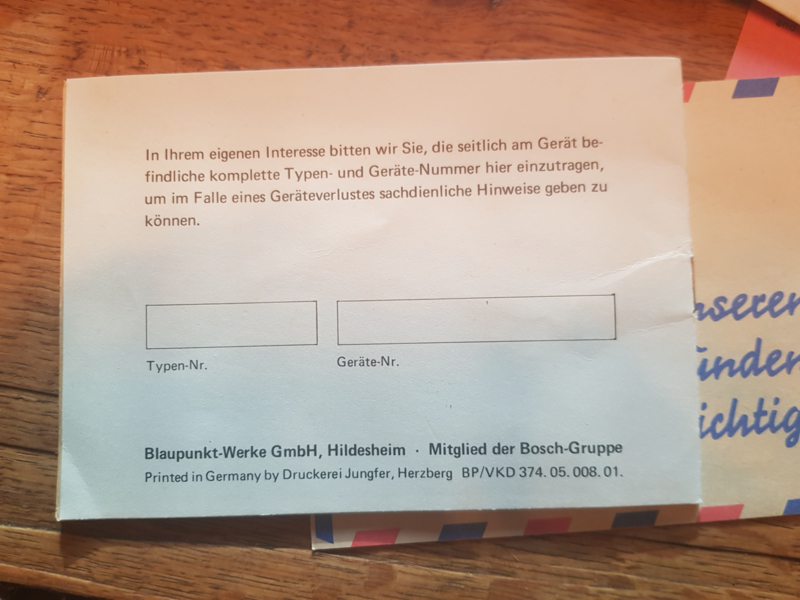 In Ihrem eigenen Interesse bitten wir Sie, die seitlich am Gerät be-
findliche komplette Typen- und Geräte-Nummer hier einzutragen,
um im Falle eines Geräteverlustes sachdienliche Hinweise geben zu
können.
Typen-Nr.
Geräte-Nr.
Blaupunkt-Werke GmbH, Hildesheim · Mitglied der Bosch-Gruppe
Printed in Germany by Druckerei Jungfer, Herzberg BP/VKD 374. 05. 008. 01.